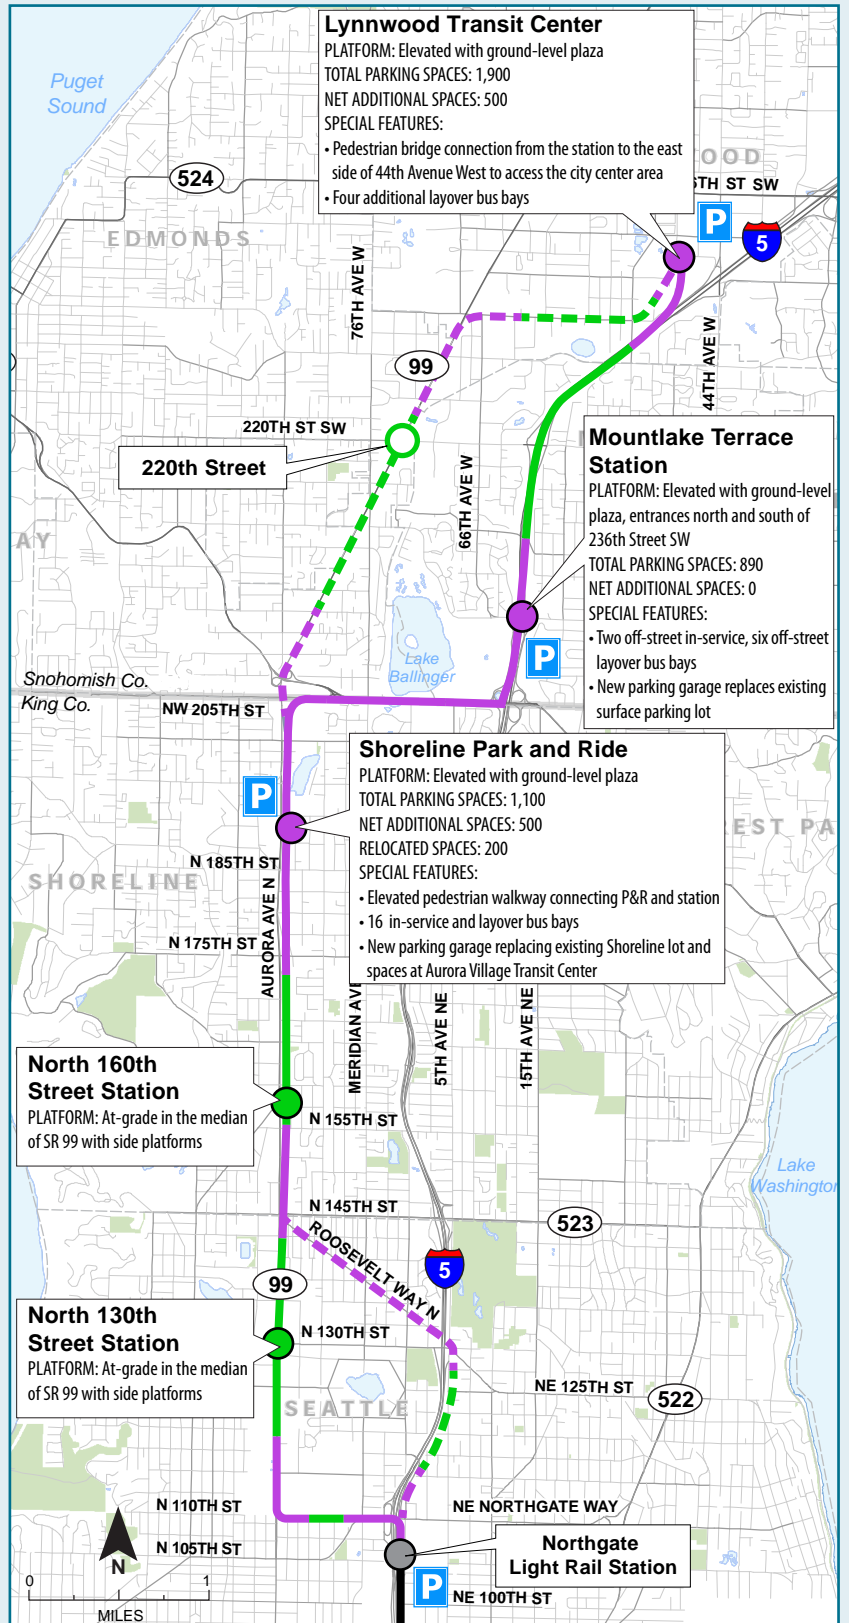 Lynnwood Transit Center
PLATFORM: Elevated with ground-level plaza
TOTAL PARKING SPACES: 1,900
NET ADDITIONAL SPACES: 500
SPECIAL FEATURES:
• Pedestrian bridge connection from the station to the east
side of 44th Avenue West to access the city center area
• Four additional layover bus bays
Puget
Sound
OOD
524
TH ST SW
P
5
EDMONDS
76TH AVE W
99
44TH AVE W
220TH ST SW
220th Street
66TH AVE W
Mountlake Terrace
Station
PLATFORM: Elevated with ground-level
plaza, entrances north and south of
236th Street SW
TOTAL PARKING SPACES: 890
NET ADDITIONAL SPACES: 0
SPECIAL FEATURES:
• Two off-street in-service, six off-street
layover bus bays
• New parking garage replaces existing
surface parking lot
AY
P
Lake
Ballinger
Snohomish Co.
King Co.
NW 205TH ST
Shoreline Park and Ride
PLATFORM: Elevated with ground-level plaza
TOTAL PARKING SPACES: 1,100
NET ADDITIONAL SPACES: 500
RELOCATED SPACES: 200
SPECIAL FEATURES:
• Elevated pedestrian walkway connecting P&R and station
• 16 in-service and layover bus bays
• New parking garage replacing existing Shoreline lot and
spaces at Aurora Village Transit Center
P
EST PA
N 185TH ST
SHORELINE
AURORA AVE N
N 175TH ST
MERIDIAN AVE
5TH AVE NE
15TH AVE NE
North 160th
Street Station
PLATFORM: At-grade in the median
of SR 99 with side platforms
N 155TH ST
Lake
Washington
N 145TH ST
523
ROOSEVELT WAY N
5
99
North 130th
Street Station
PLATFORM: At-grade in the median
of SR 99 with side platforms
N 130TH ST
NE 125TH ST
522
SEATTLE
N 110TH ST
NE NORTHGATE WAY
N 105TH ST
Northgate
Light Rail Station
N
P
NE 100TH ST
0 1
MILES